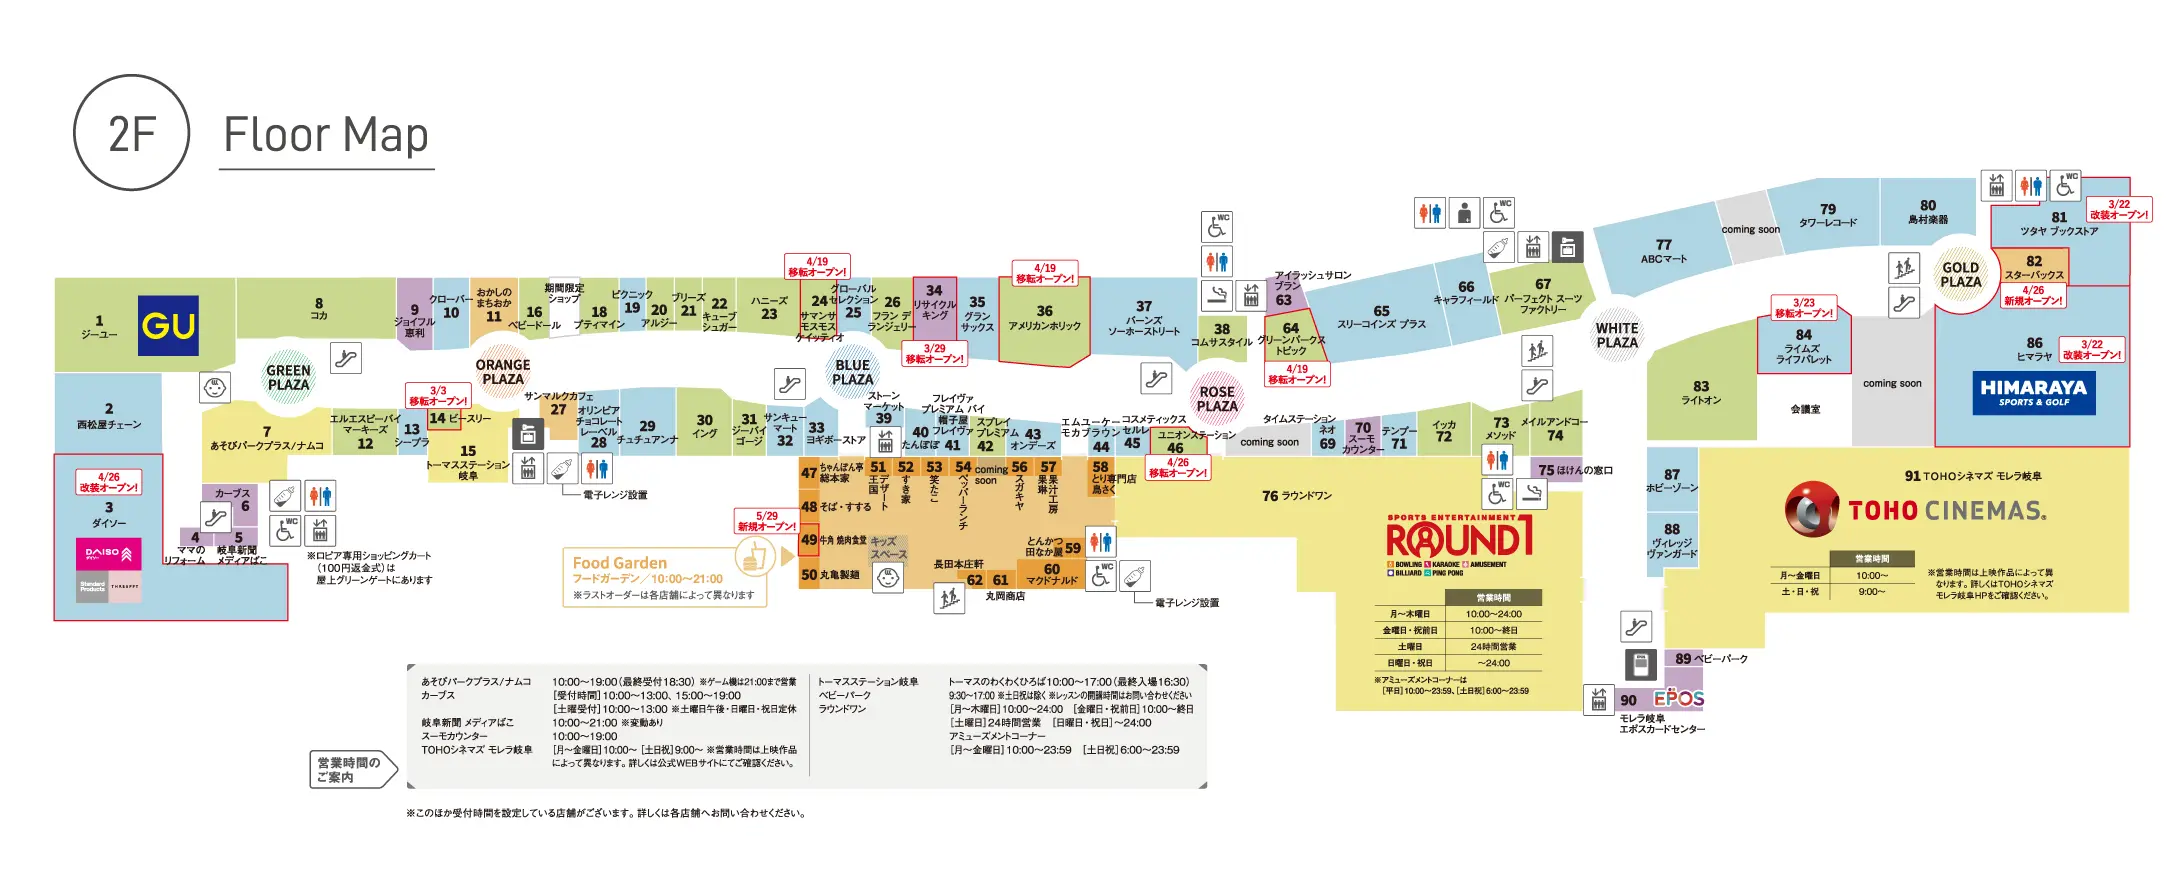 2F
Floor Map
1
ジーユー
GU
8
コカ
9
ジョイフル
恵利
クローバー
10
おかしの
まちおか
11
16
ベビードール
期間限定
ショップ
18
プティマイン
ピクニック
19
20
アルジー
ブリーズ
21
22
キューブ
シュガー
ハニーズ
23
4/19
移転オープン!
24
サマンサ
モスモス
ケイッティオ
グローバル
セレクション
25
26
フラン デ
ランジェリー
34
リサイクル
キング
3/29
移転オープン!
35
グラン
サックス
4/19
移転オープン!
36
アメリカンホリック
37
バーンズ
ソーホーストリート
WC
38
コムサスタイル
アイラッシュサロン
ブラン
63
64
グリーンパークス
トピック
4/19
移転オープン!
65
スリーコインズ プラス
66
キャラフィールド
67
パーフェクト スーツ
ファクトリー
WC
77
ABCマート
coming soon
79
タワーレコード
80
島村楽器
WC
81
ツタヤ ブックストア
3/22
改装オープン!
82
スターバックス
4/26
新規オープン!
GREEN
PLAZA
ORANGE
PLAZA
BLUE
PLAZA
ROSE
PLAZA
WHITE
PLAZA
GOLD
PLAZA
2
西松屋チェーン
4/26
改装オープン!
3
ダイソー
DAISO
ダイソー
Standard
Products
THREEPPY
7
あそびパークプラス/ナムコ
カーブス
6
4
ママの
リフォーム
5
岐阜新聞
メディアぱこ
WC
※ロピア専用ショッピングカート
(100円返金式)は
屋上グリーンゲートにあります
エルエスピーバイ
マーキーズ
12
13
シープラ
3/3
移転オープン!
14 ビースリー
15
トーマスステーション
岐阜
サンマルクカフェ
27
電子レンジ設置
オリンピア
チョコレート
レーベル
28
29
チュチュアンナ
30
イング
31
ジーバイ
ゴージ
サンキュー
マート
32
33
ヨギボーストア
ストーン
マーケット
39
40
たんぽぽ
フレイヴァ
プレミアム バイ
帽子屋
フレイヴァ
41
スプレイ
プレミアム
42
43
オンデーズ
エムユーケー
モカブラウン
44
コスメティックス
セルレ
45
ユニオンステーション
46
4/26
移転オープン!
coming soon
タイムステーション
ネオ
69
70
スーモ
カウンター
テンプー
71
イッカ
72
73
メソッド
メイルアンドコー
74
WC
75 ほけんの窓口
47
ちゃんぽん亭
総本家
48 そば・すする
5/29
新規オープン!
49 牛角 焼肉食堂
50 丸亀製麺
51
デザート
王国
52
すき家
53
笑たこ
54
ペッパーランチ
coming
soon
56
スガキヤ
57
果汁工房
果琳
58
とり専門店
鳥さく
とんかつ
田なか屋
59
60
マクドナルド
長田本庄軒
62
61
丸岡商店
キッズ
スペース
WC
電子レンジ設置
Food Garden
フードガーデン/10:00〜21:00
※ラストオーダーは各店舗によって異なります
76 ラウンドワン
SPORTS ENTERTAINMENT
ROUND1
BOWLING KARAOKE AMUSEMENT
BILLIARD PING PONG
営業時間
月〜木曜日 10:00〜24:00
金曜日・祝前日 10:00〜終日
土曜日 24時間営業
日曜日・祝日 〜24:00
※アミューズメントコーナーは
[平日]10:00〜23:59、[土日祝]6:00〜23:59
83
ライトオン
3/23
移転オープン!
84
ライムズ
ライフパレット
会議室
coming soon
86
ヒマラヤ
3/22
改装オープン!
HIMARAYA
SPORTS & GOLF
87
ホビーゾーン
88
ヴィレッジ
ヴァンガード
91 TOHOシネマズ モレラ岐阜
TOHO CINEMAS.
営業時間
月〜金曜日 10:00〜
土・日・祝 9:00〜
※営業時間は上映作品によって異
なります。詳しくはTOHOシネマズ
モレラ岐阜HPをご確認ください。
89 ベビーパーク
90 EPOS
モレラ岐阜
エポスカードセンター
営業時間の
ご案内
あそびパークプラス/ナムコ 10:00〜19:00(最終受付18:30) ※ゲーム機は21:00まで営業
カーブス [受付時間]10:00〜13:00、15:00〜19:00
[土曜受付]10:00〜13:00 ※土曜日午後・日曜日・祝日定休
岐阜新聞 メディアぱこ 10:00〜21:00 ※変動あり
スーモカウンター 10:00〜19:00
TOHOシネマズ モレラ岐阜 [月〜金曜日]10:00〜 [土日祝]9:00〜 ※営業時間は上映作品
によって異なります。詳しくは公式WEBサイトにてご確認ください。
トーマスステーション岐阜 トーマスのわくわくひろば10:00〜17:00(最終入場16:30)
ベビーパーク 9:30〜17:00 ※土日祝は除く ※レッスンの開講時間はお問い合わせください
ラウンドワン [月〜木曜日]10:00〜24:00 [金曜日・祝前日]10:00〜終日
[土曜日]24時間営業 [日曜日・祝日]〜24:00
アミューズメントコーナー
[月〜金曜日]10:00〜23:59 [土日祝]6:00〜23:59
※このほか受付時間を設定している店舗がございます。詳しくは各店舗へお問い合わせください。